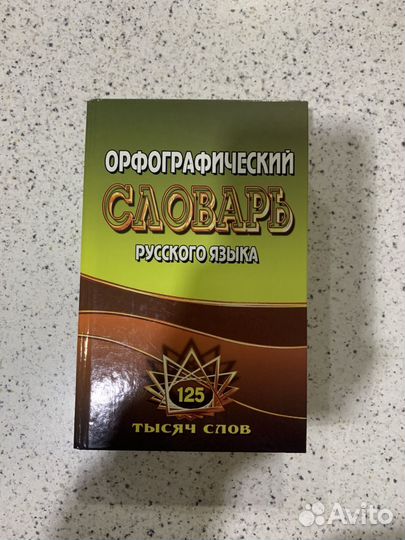 ОРФОГРАФИЧЕСКИЙ
СЛОВАРЬ
РУССКОГО ЯЗЫКА
125
ТЫСЯЧ СЛОВ
Avito